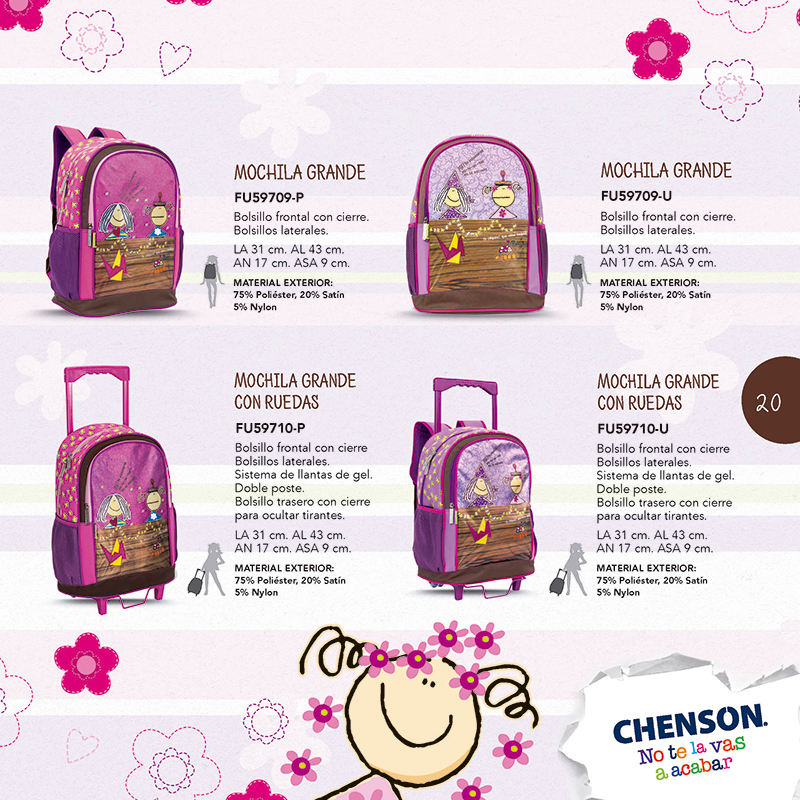 MOCHILA GRANDE
FU59709-P
Bolsillo frontal con cierre.
Bolsillos laterales.
LA 31 cm. AL 43 cm.
AN 17 cm. ASA 9 cm.
MATERIAL EXTERIOR:
75% Poliéster, 20% Satín
5% Nylon
MOCHILA GRANDE
FU59709-U
Bolsillo frontal con cierre.
Bolsillos laterales.
LA 31 cm. AL 43 cm.
AN 17 cm. ASA 9 cm.
MATERIAL EXTERIOR:
75% Poliéster, 20% Satín
5% Nylon
MOCHILA GRANDE
CON RUEDAS
FU59710-P
Bolsillo frontal con cierre
Bolsillos laterales.
Sistema de llantas de gel.
Doble poste.
Bolsillo trasero con cierre
para ocultar tirantes.
LA 31 cm. AL 43 cm.
AN 17 cm. ASA 9 cm.
MATERIAL EXTERIOR:
75% Poliéster, 20% Satín
5% Nylon
MOCHILA GRANDE
CON RUEDAS
FU59710-U
Bolsillo frontal con cierre
Bolsillos laterales.
Sistema de llantas de gel.
Doble poste.
Bolsillo trasero con cierre
para ocultar tirantes.
LA 31 cm. AL 43 cm.
AN 17 cm. ASA 9 cm.
MATERIAL EXTERIOR:
75% Poliéster, 20% Satín
5% Nylon
20
CHENSON.
No te la vas
a acabar